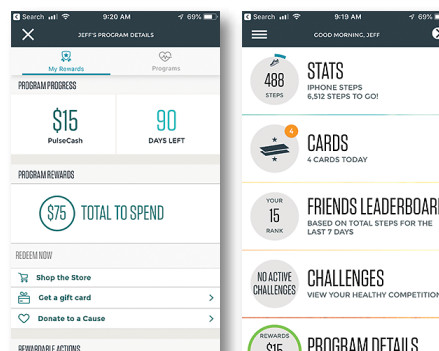 Search
9:20 AM
69%
JEFF'S PROGRAM DETAILS
My Rewards
Programs
PROGRAM PROGRESS
$15
PulseCash
90
DAYS LEFT
PROGRAM REWARDS
$75
TOTAL TO SPEND
REDEEM NOW
Shop the Store
Get a gift card
Donate to a Cause
REWARDABLE ACTIONS
Search
9:19 AM
69%
GOOD MORNING, JEFF
488
STEPS
STATS
IPHONE STEPS
6,512 STEPS TO GO!
4
CARDS
4 CARDS TODAY
YOUR
15
RANK
FRIENDS LEADERBOAR
BASED ON TOTAL STEPS FOR THE
LAST 7 DAYS
NO ACTIVE
CHALLENGES
CHALLENGES
VIEW YOUR HEALTHY COMPETITION
REWARDS
$15
PROGRAM DETAILS